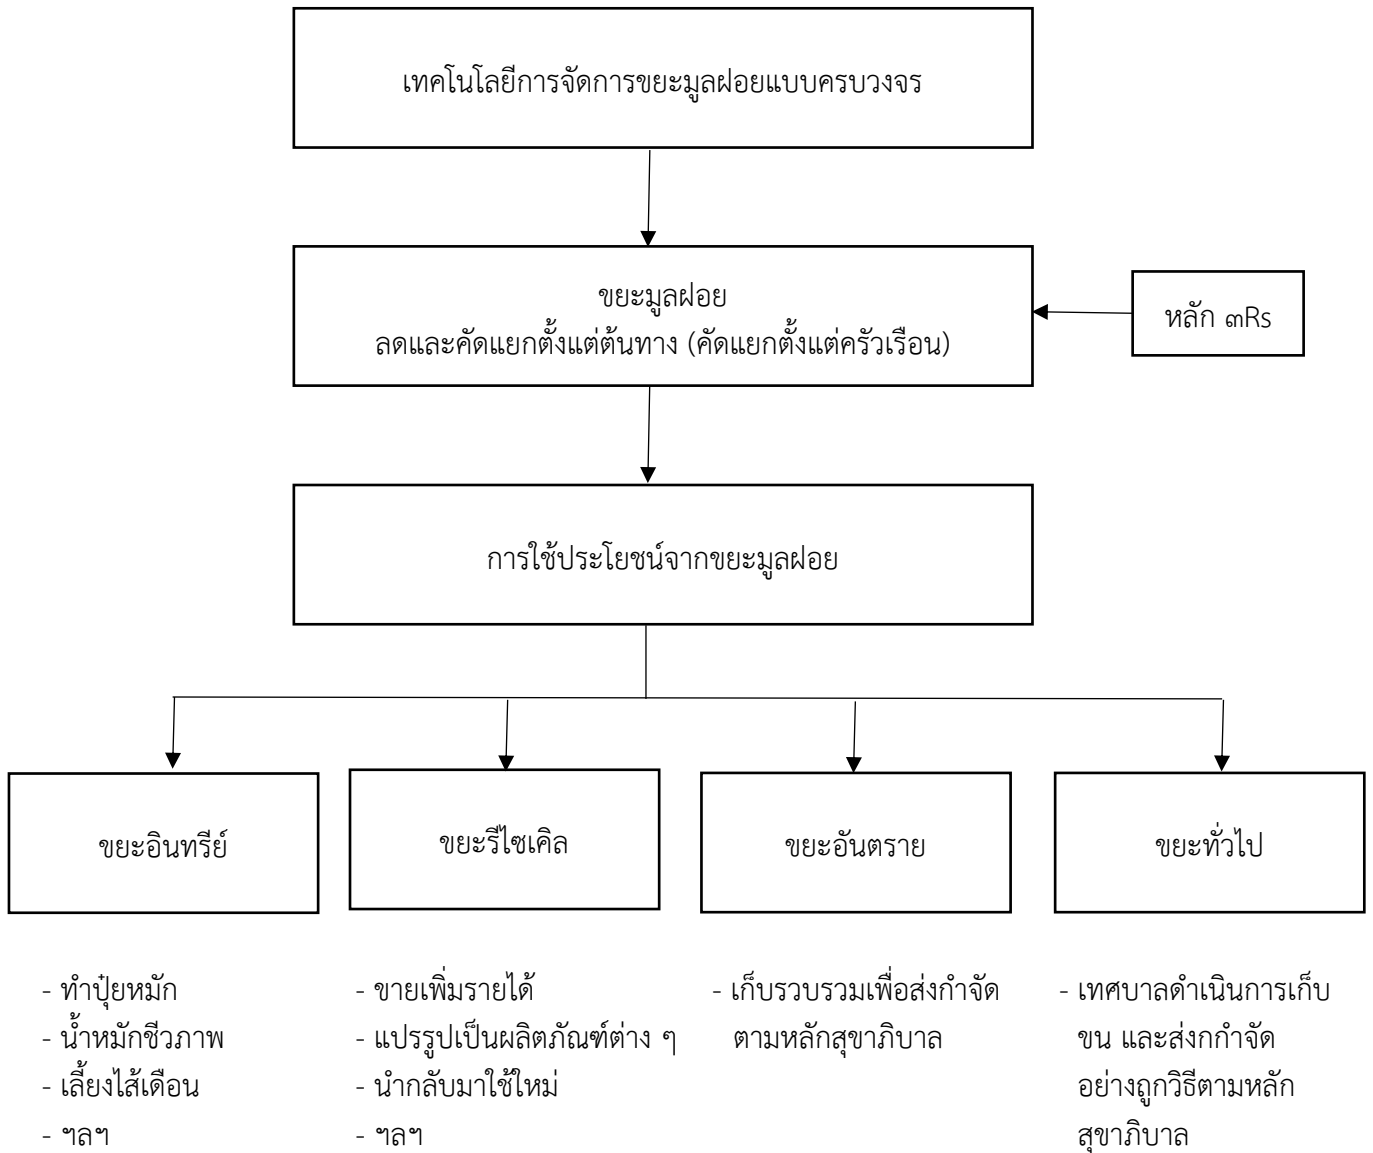 เทคโนโลยีการจัดการขยะมูลฝอยแบบครบวงจร
ขยะมูลฝอย
ลดและคัดแยกตั้งแต่ต้นทาง (คัดแยกตั้งแต่ครัวเรือน)
หลัก ๓Rs
การใช้ประโยชน์จากขยะมูลฝอย
ขยะอินทรีย์
ขยะรีไซเคิล
ขยะอันตราย
ขยะทั่วไป
- ทำปุ๋ยหมัก
- น้ำหมักชีวภาพ
- เลี้ยงไส้เดือน
- ฯลฯ
- ขายเพิ่มรายได้
- แปรรูปเป็นผลิตภัณฑ์ต่าง ๆ
- นำกลับมาใช้ใหม่
- ฯลฯ
- เก็บรวบรวมเพื่อส่งกำจัด
ตามหลักสุขาภิบาล
- เทศบาลดำเนินการเก็บ
ขน และส่งกกำจัด
อย่างถูกวิธีตามหลัก
สุขาภิบาล